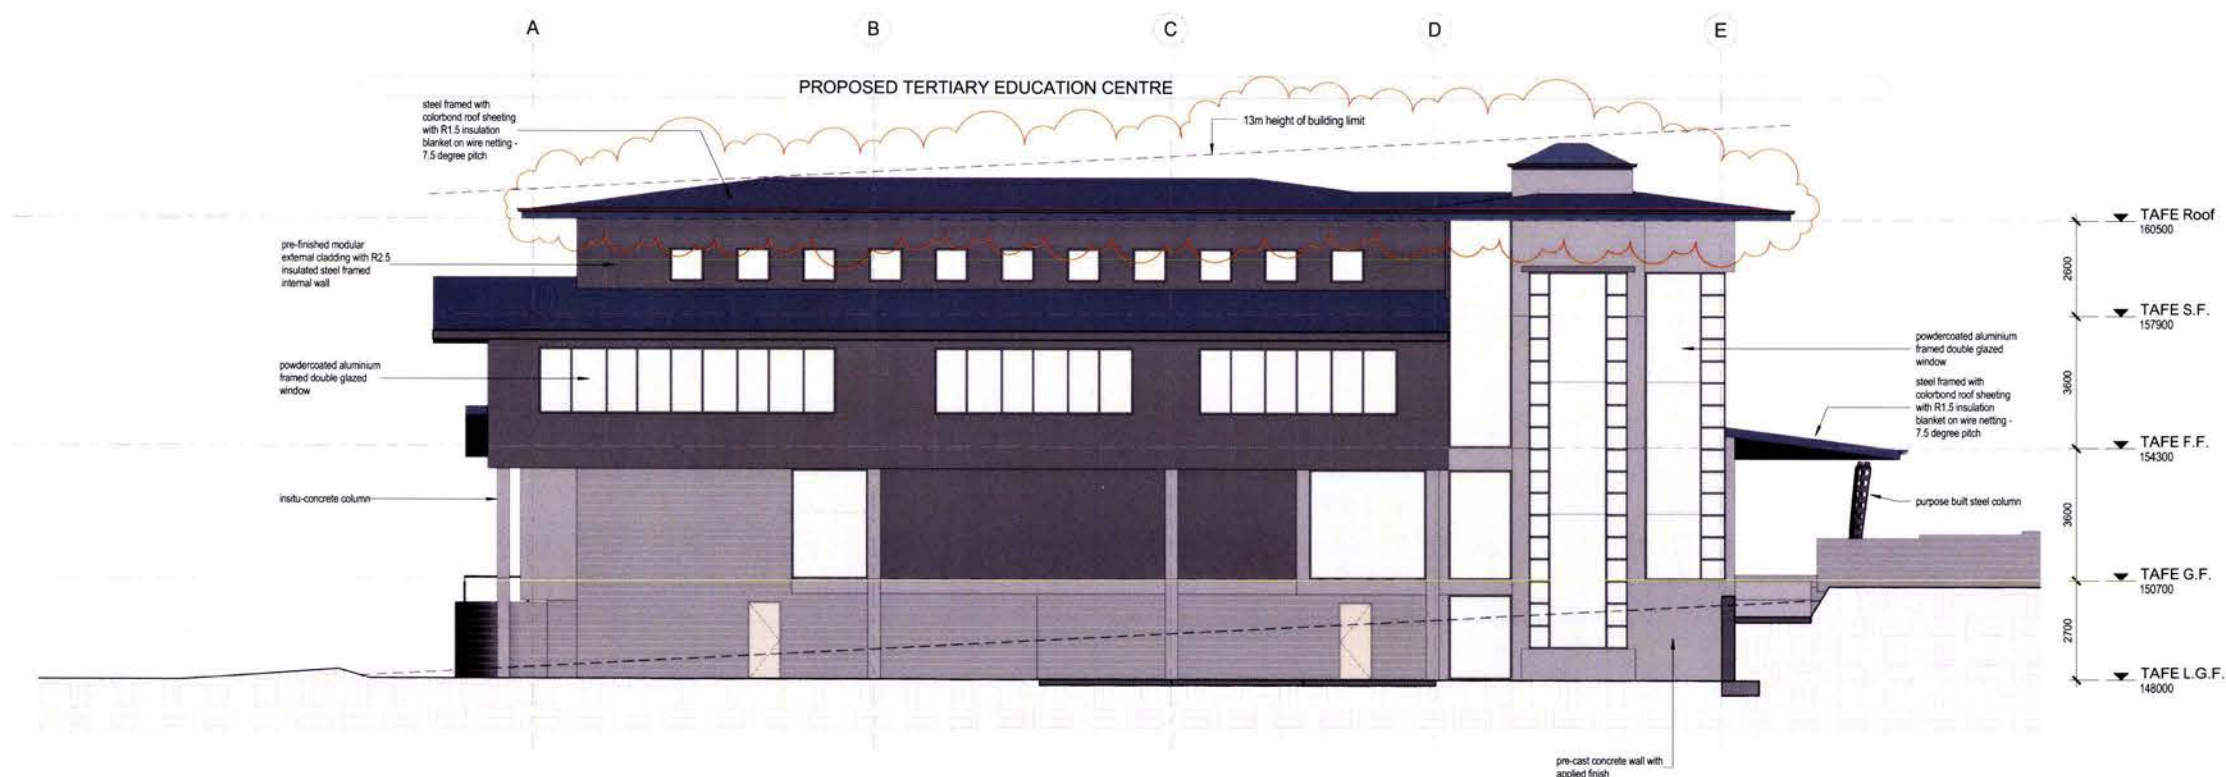 A
B
C
D
E
PROPOSED TERTIARY EDUCATION CENTRE
steel framed with
colorbond roof sheeting
with R1.5 insulation
blanket on wire netting -
7.5 degree pitch
13m height of building limit
pre-finished modular
external cladding with R2.5
insulated steel framed
internal wall
powdercoated aluminium
framed double glazed
window
insitu-concrete column
powdercoated aluminium
framed double glazed
window
steel framed with
colorbond roof sheeting
with R1.5 insulation
blanket on wire netting -
7.5 degree pitch
purpose built steel column
pre-cast concrete wall with
applied finish
TAFE Roof
160500
2600
TAFE S.F.
157900
3600
TAFE F.F.
154300
3600
TAFE G.F.
150700
2700
TAFE L.G.F.
148000